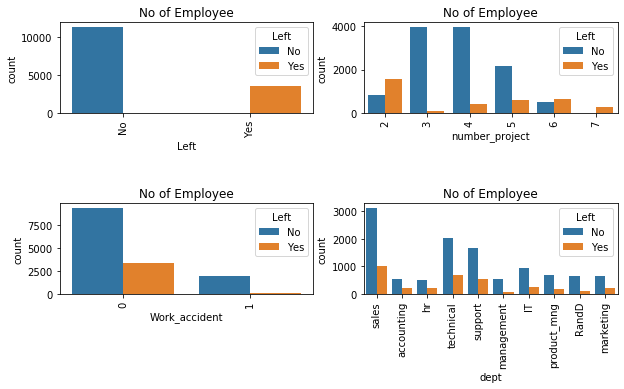 No of Employee
10000
5000
0
count
Left
No
Yes
No
Yes
Left
No of Employee
4000
2000
0
count
Left
No
Yes
2
3
4
5
6
7
number_project
No of Employee
7500
5000
2500
0
count
Left
No
Yes
0
1
Work_accident
No of Employee
3000
2000
1000
0
count
Left
No
Yes
sales
accounting
hr
technical
support
management
IT
product_mng
RandD
marketing
dept